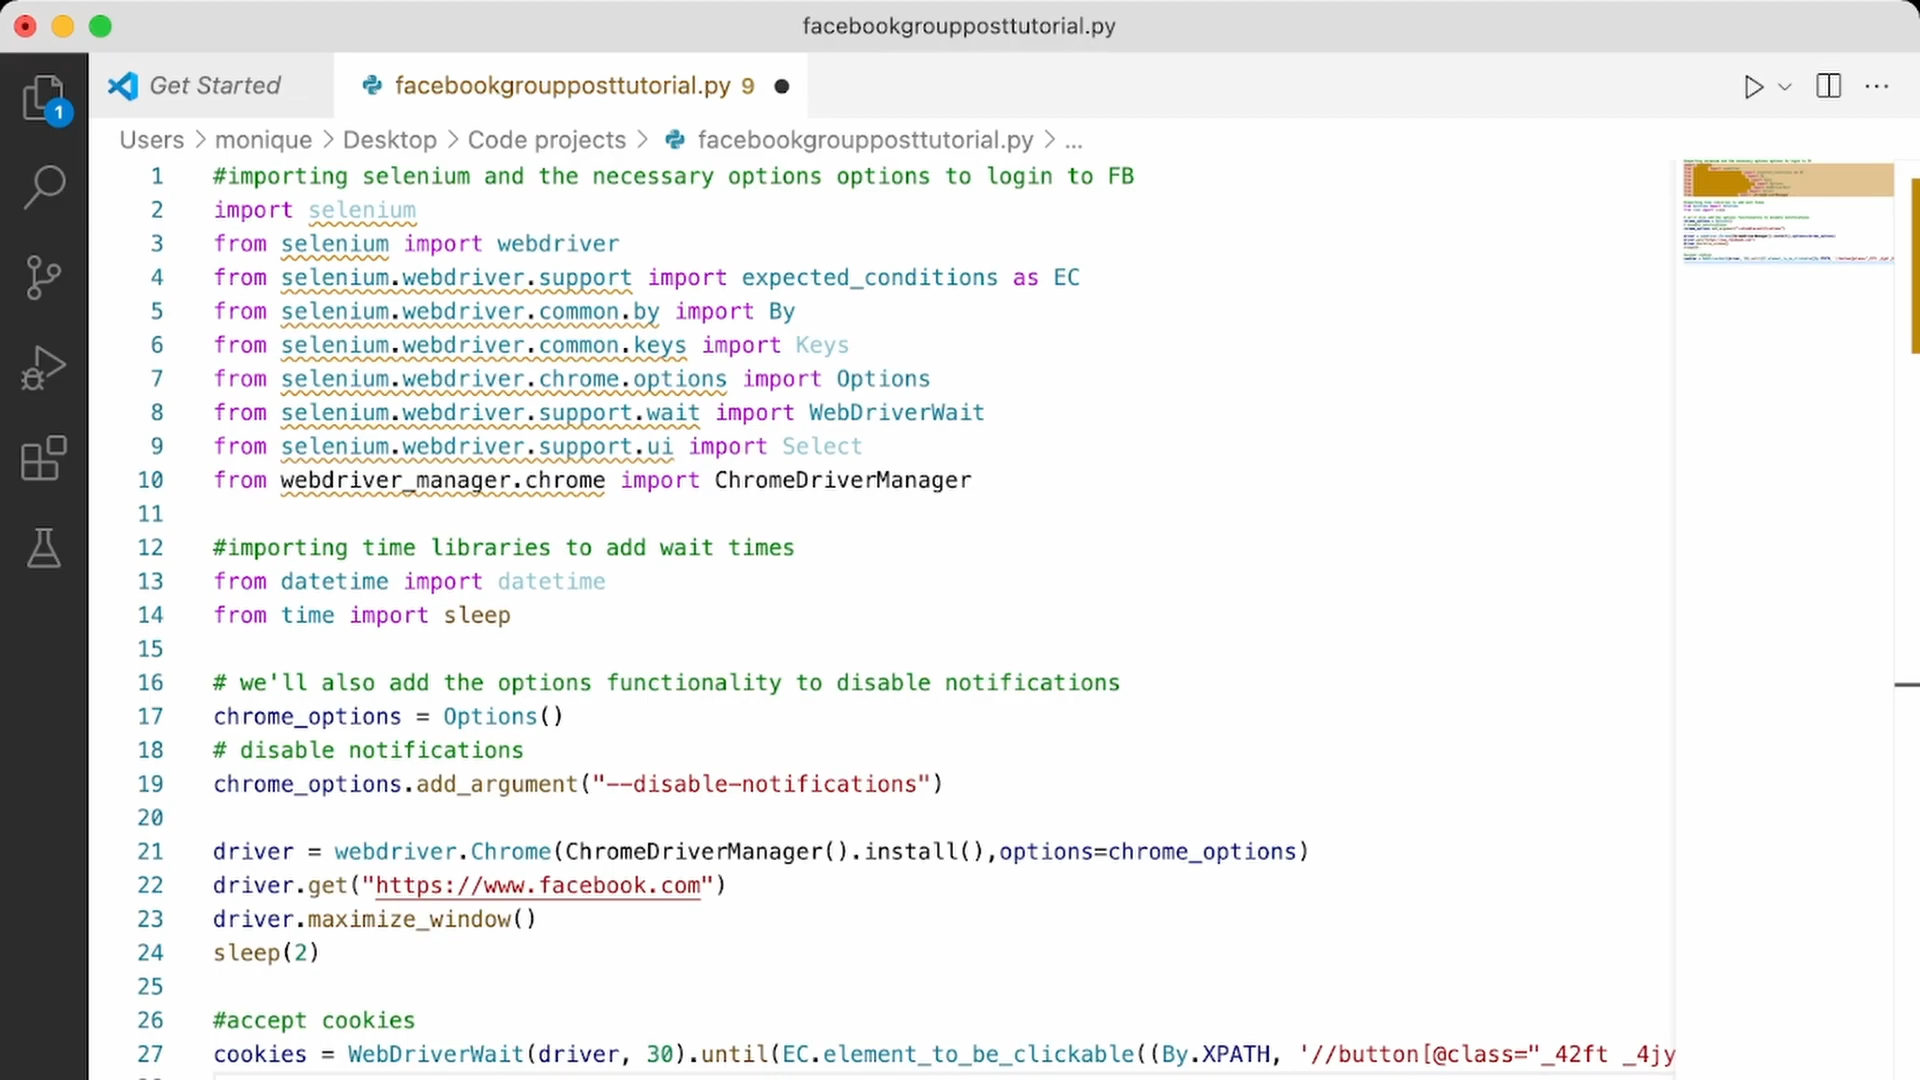 facebookgroupposttutorial.py
1
Get Started
facebookgroupposttutorial.py 9
Users > monique > Desktop > Code projects > facebookgroupposttutorial.py > ...
1 #importing selenium and the necessary options options to login to FB
2 import selenium
3 from selenium import webdriver
4 from selenium.webdriver.support import expected_conditions as EC
5 from selenium.webdriver.common.by import By
6 from selenium.webdriver.common.keys import Keys
7 from selenium.webdriver.chrome.options import Options
8 from selenium.webdriver.support.wait import WebDriverWait
9 from selenium.webdriver.support.ui import Select
10 from webdriver_manager.chrome import ChromeDriverManager
11
12 #importing time libraries to add wait times
13 from datetime import datetime
14 from time import sleep
15
16 # we'll also add the options functionality to disable notifications
17 chrome_options = Options()
18 # disable notifications
19 chrome_options.add_argument("--disable-notifications")
20
21 driver = webdriver.Chrome(ChromeDriverManager().install(),options=chrome_options)
22 driver.get("https://www.facebook.com")
23 driver.maximize_window()
24 sleep(2)
25
26 #accept cookies
27 cookies = WebDriverWait(driver, 30).until(EC.element_to_be_clickable((By.XPATH, '//button[@class="_42ft _4jy